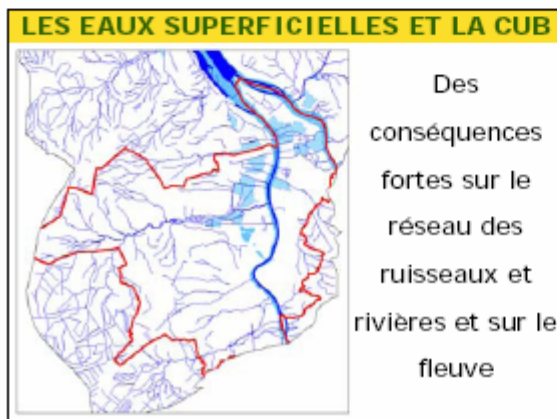 LES EAUX SUPERFICIELLES ET LA CUB
Des
conséquences
fortes sur le
réseau des
ruisseaux et
rivières et sur le
fleuve